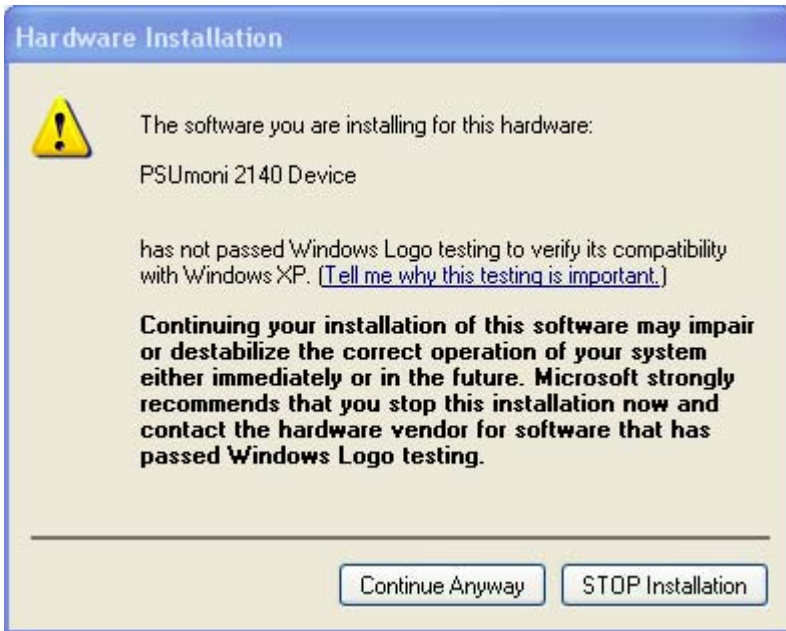 Hardware Installation
The software you are installing for this hardware:
PSUmoni 2140 Device
has not passed Windows Logo testing to verify its compatibility
with Windows XP. (Tell me why this testing is important.)
Continuing your installation of this software may impair
or destabilize the correct operation of your system
either immediately or in the future. Microsoft strongly
recommends that you stop this installation now and
contact the hardware vendor for software that has
passed Windows Logo testing.
Continue Anyway
STOP Installation